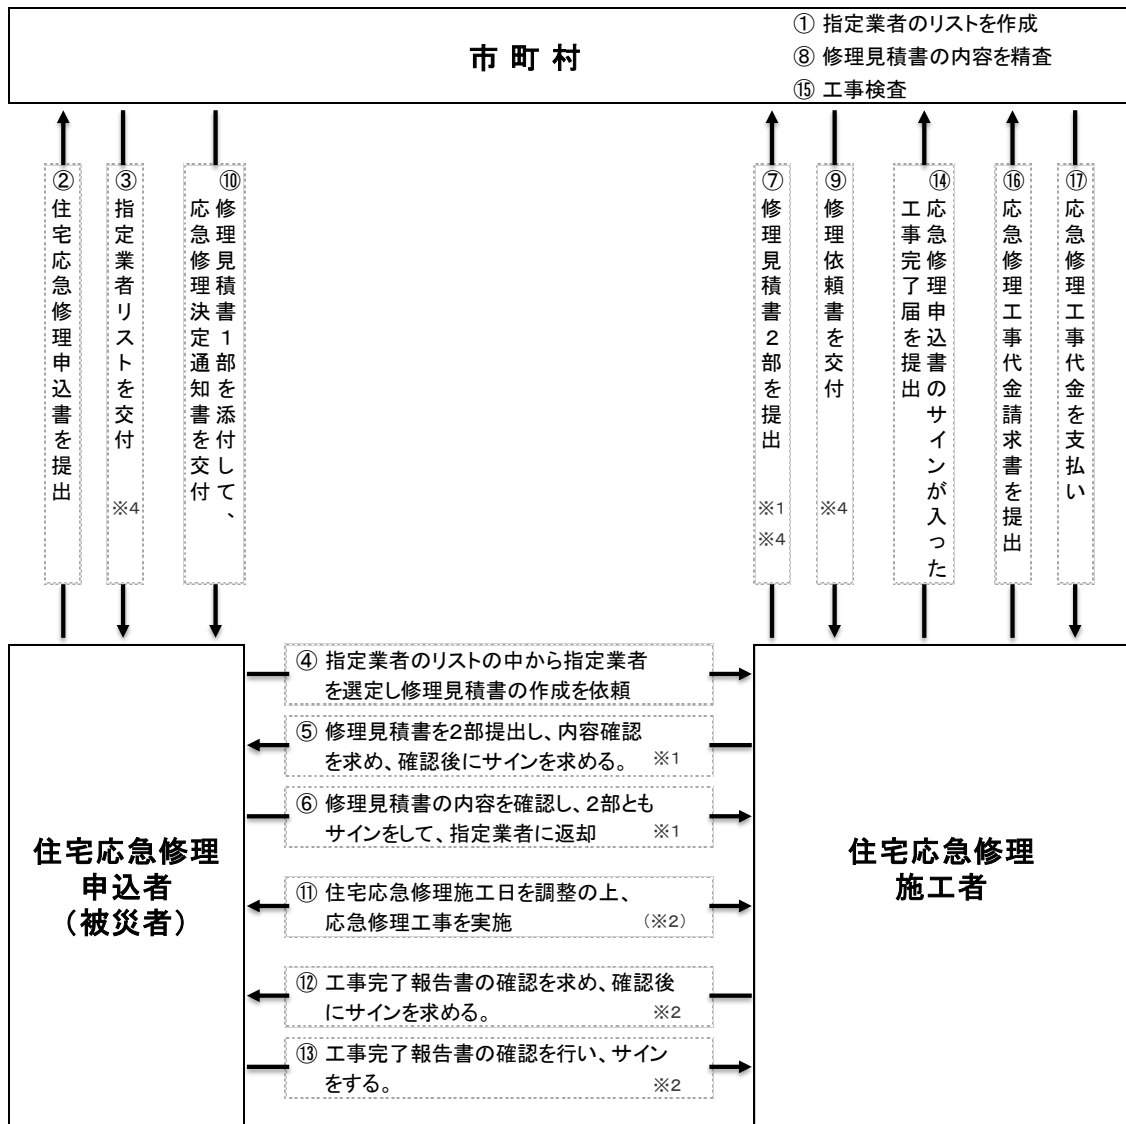 市町村
① 指定業者のリストを作成
⑧ 修理見積書の内容を精査
⑮ 工事検査
②住宅応急修理申込書を提出
③指定業者リストを交付 ※4
⑩修理見積書1部を添付して、
応急修理決定通知書を交付
⑦修理見積書2部を提出 ※1
※4
⑨修理依頼書を交付 ※4
⑭応急修理申込書のサインが入った
工事完了届を提出
⑯応急修理工事代金請求書を提出
⑰応急修理工事代金を支払い
④ 指定業者のリストの中から指定業者
を選定し修理見積書の作成を依頼
⑤ 修理見積書を2部提出し、内容確認
を求め、確認後にサインを求める。 ※1
⑥ 修理見積書の内容を確認し、2部とも
サインをして、指定業者に返却 ※1
⑪ 住宅応急修理施工日を調整の上、
応急修理工事を実施 (※2)
⑫ 工事完了報告書の確認を求め、確認後
にサインを求める。 ※2
⑬ 工事完了報告書の確認を行い、サイン
をする。 ※2
住宅応急修理
申込者
(被災者)
住宅応急修理
施工者